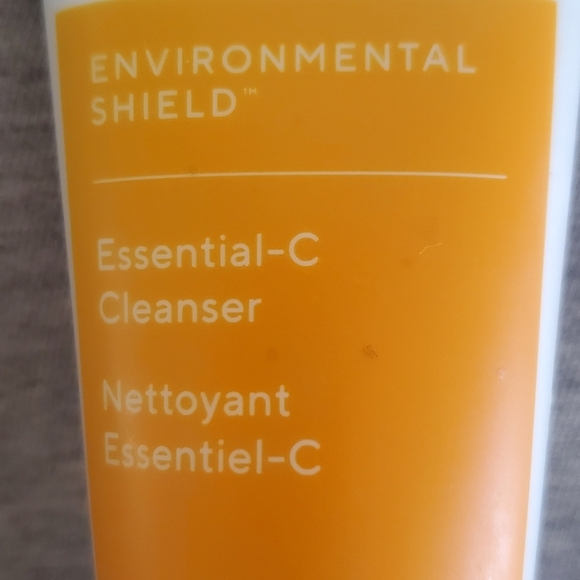 ENVIRONMENTAL
SHIELD™
Essential-C
Cleanser
Nettoyant
Essentiel-C